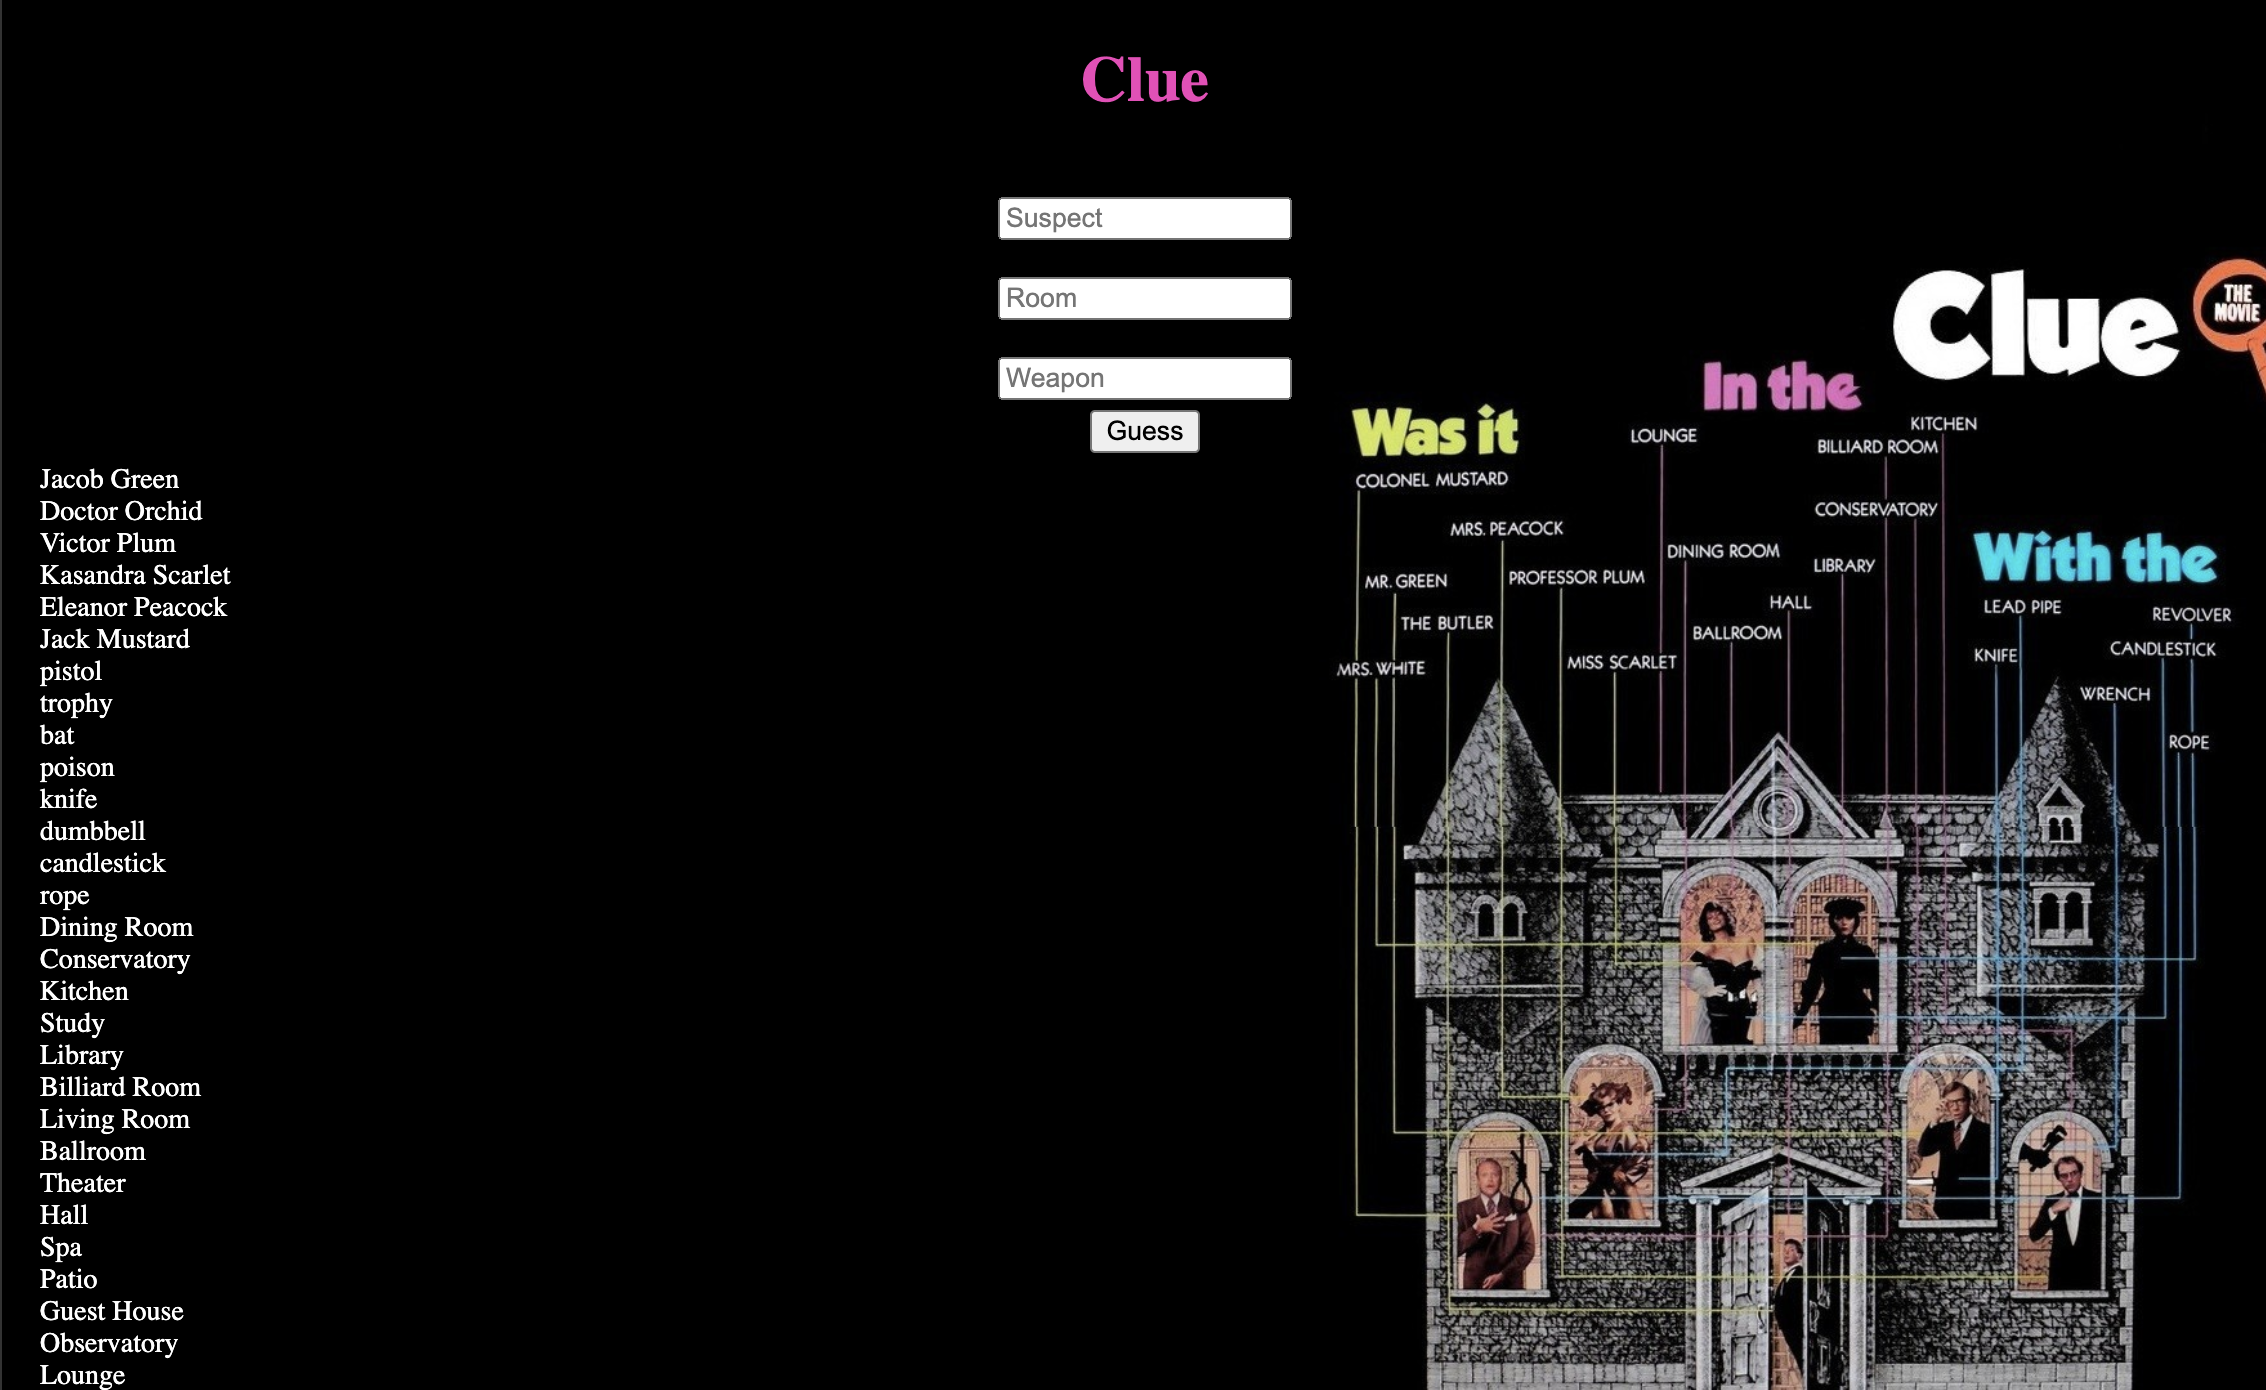 Clue
Suspect
Room
Weapon
Guess
Jacob Green
Doctor Orchid
Victor Plum
Kasandra Scarlet
Eleanor Peacock
Jack Mustard
pistol
trophy
bat
poison
knife
dumbbell
candlestick
rope
Dining Room
Conservatory
Kitchen
Study
Library
Billiard Room
Living Room
Ballroom
Theater
Hall
Spa
Patio
Guest House
Observatory
Lounge
Clue
THE
MOVIE
Was it
COLONEL MUSTARD
MRS. PEACOCK
MR. GREEN
PROFESSOR PLUM
THE BUTLER
MRS. WHITE
MISS SCARLET
In the
LOUNGE
KITCHEN
BILLIARD ROOM
CONSERVATORY
DINING ROOM
LIBRARY
HALL
BALLROOM
With the
LEAD PIPE
REVOLVER
KNIFE
CANDLESTICK
WRENCH
ROPE